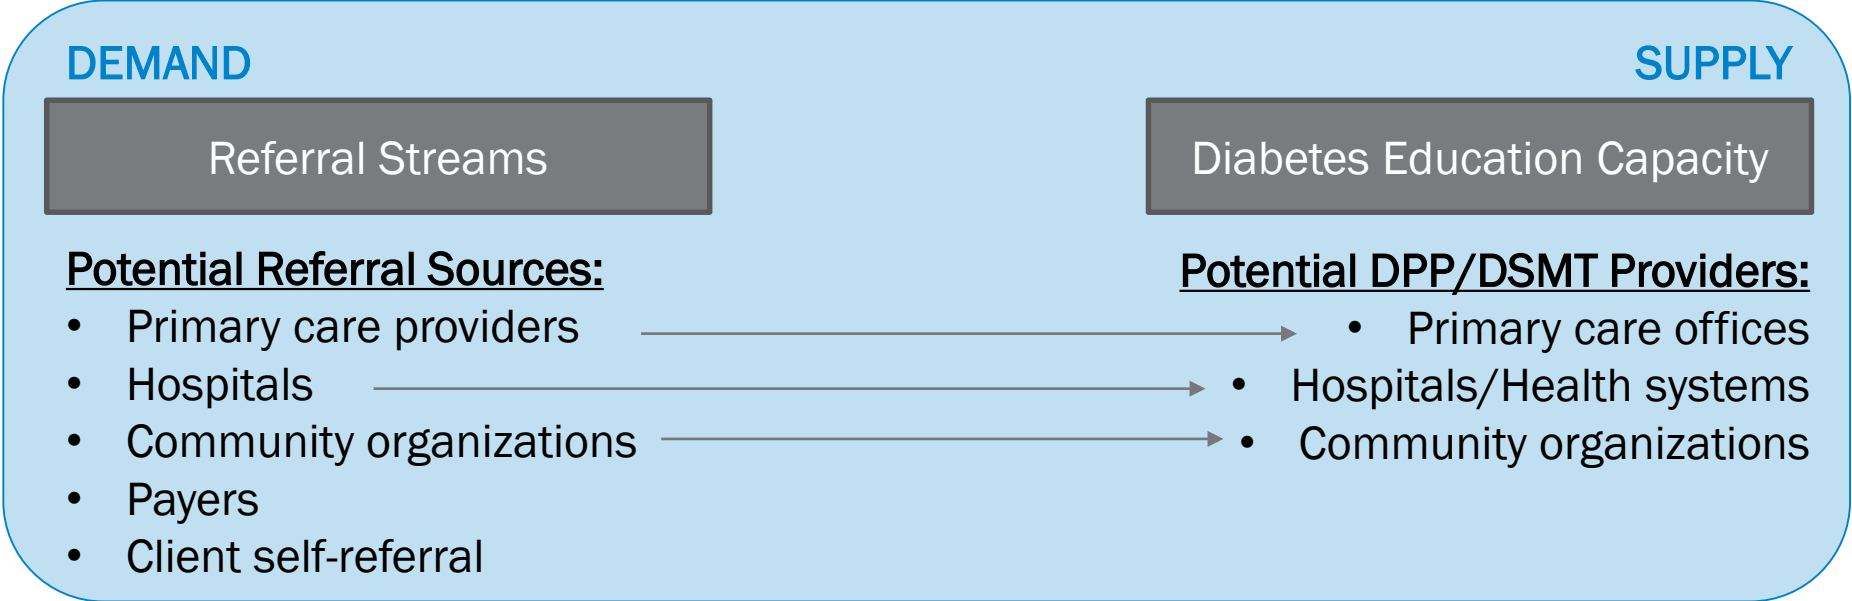 DEMAND
SUPPLY
Referral Streams
Diabetes Education Capacity
Potential Referral Sources:
• Primary care providers
• Hospitals
• Community organizations
• Payers
• Client self-referral
Potential DPP/DSMT Providers:
• Primary care offices
• Hospitals/Health systems
• Community organizations